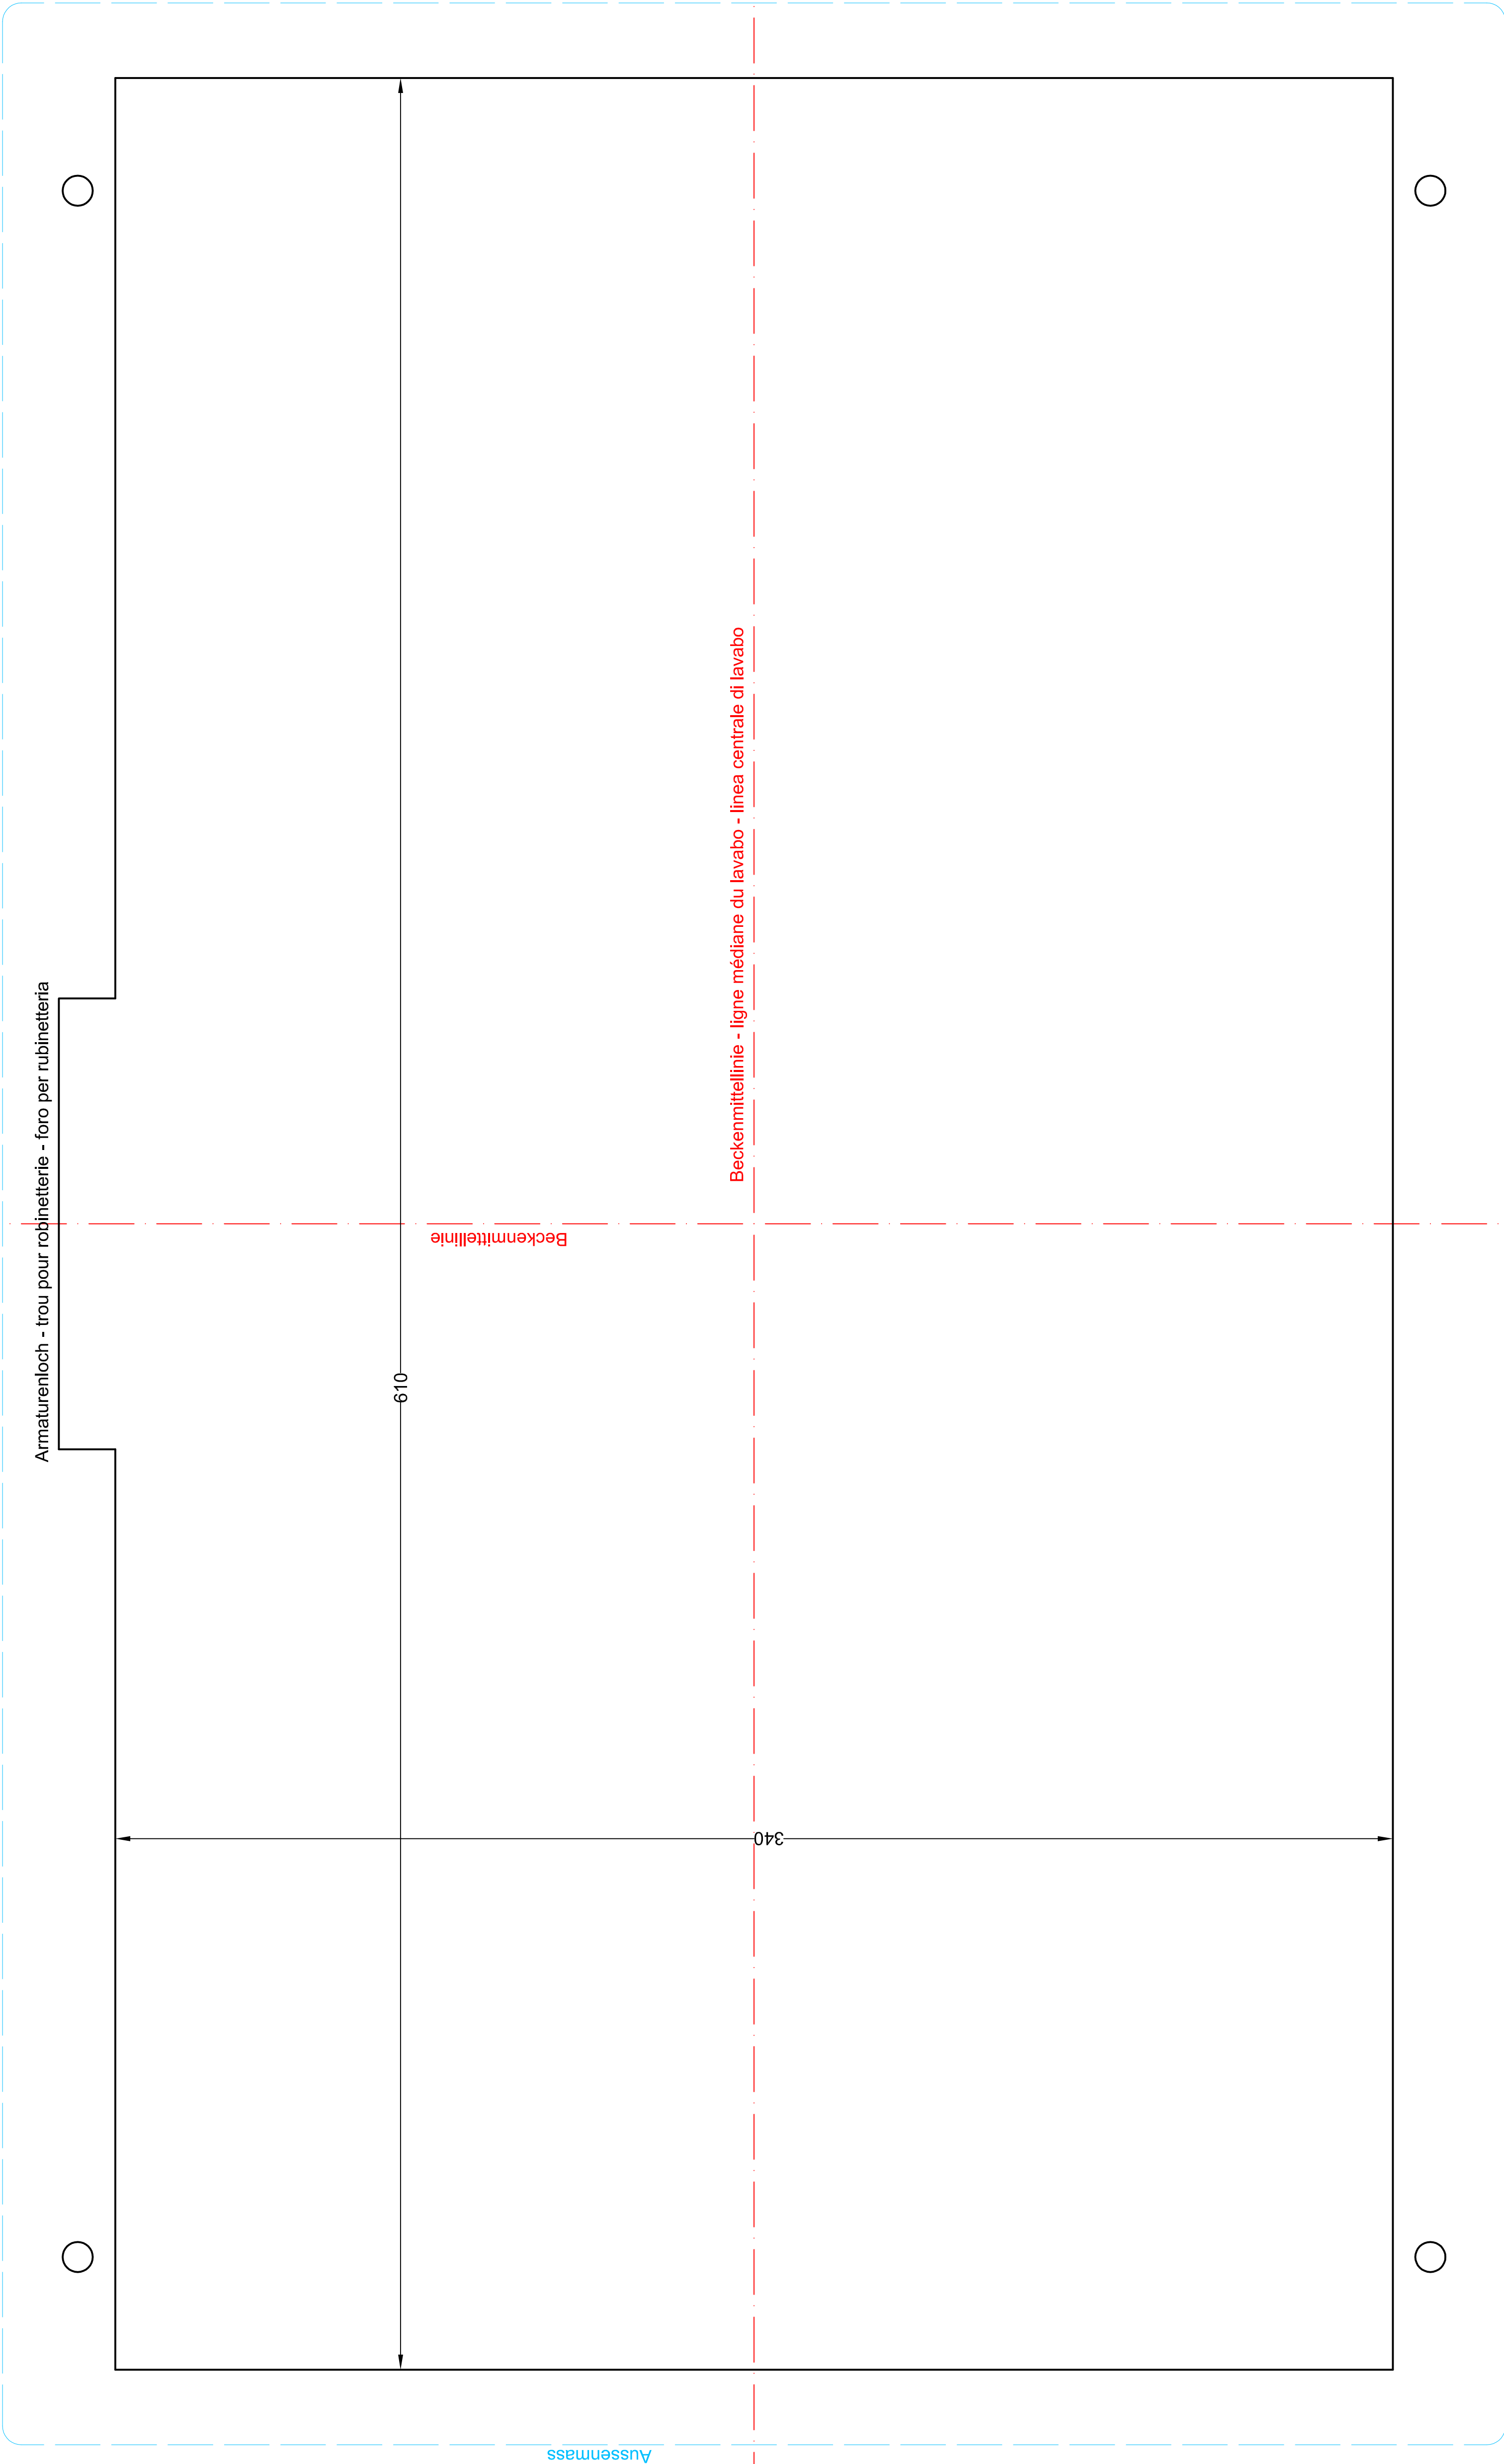 Armaturenloch - trou pour robinetterie - foro per rubinetteria
Beckenmittellinie - ligne médiane du lavabo - linea centrale di lavabo
Beckenmittellinie
610
340
Aussenmass